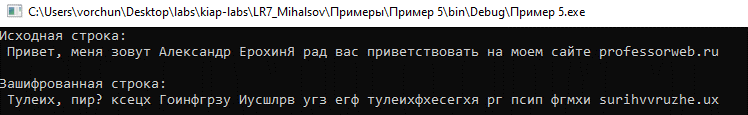 C:\Users\vorchun\Desktop\labs\kiap-labs\LR7_Mihalsov\Примеры\Пример 5\bin\Debug\Пример 5.exe
Исходная строка:
Привет, меня зовут Александр ЕрохинЯ рад вас приветствовать на моем сайте professorweb.ru
Зашифрованная строка:
Тулеих, пир? ксецх Гоинфгрзу Иусшлрв угз егф тулеихфхесегхя рг псип фгмхи surihvvruzhe.ux